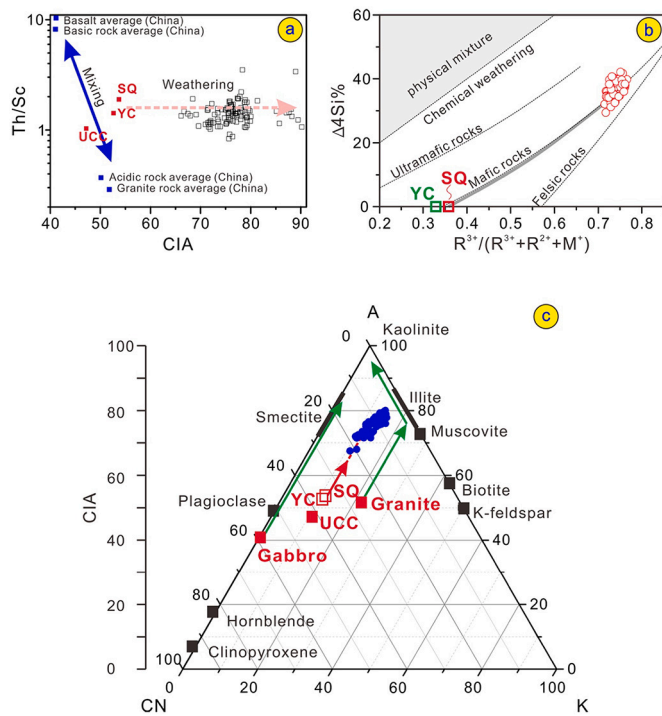 a
Basalt average (China)
Basic rock average (China)
Mixing
SQ
YC
UCC
Weathering
Acidic rock average (China)
Granite rock average (China)
Th/Sc
10
1
40 50 60 70 80 90
CIA
b
physical mixture
Chemical weathering
Ultramafic rocks
Mafic rocks
Felsic rocks
YC
SQ
Δ4Si%
60
40
20
0
0.2 0.3 0.4 0.5 0.6 0.7 0.8
R³⁺/(R³⁺+R²⁺+M⁺)
c
A
0
Kaolinite
100
100
20
Illite
80
80
Smectite
Muscovite
40
60
60
Biotite
Plagioclase
K-feldspar
YC
SQ
Granite
UCC
60
Gabbro
40
40
80
Hornblende
20
20
Clinopyroxene
100
0
0
0 20 40 60 80 100
CIA
CN
K